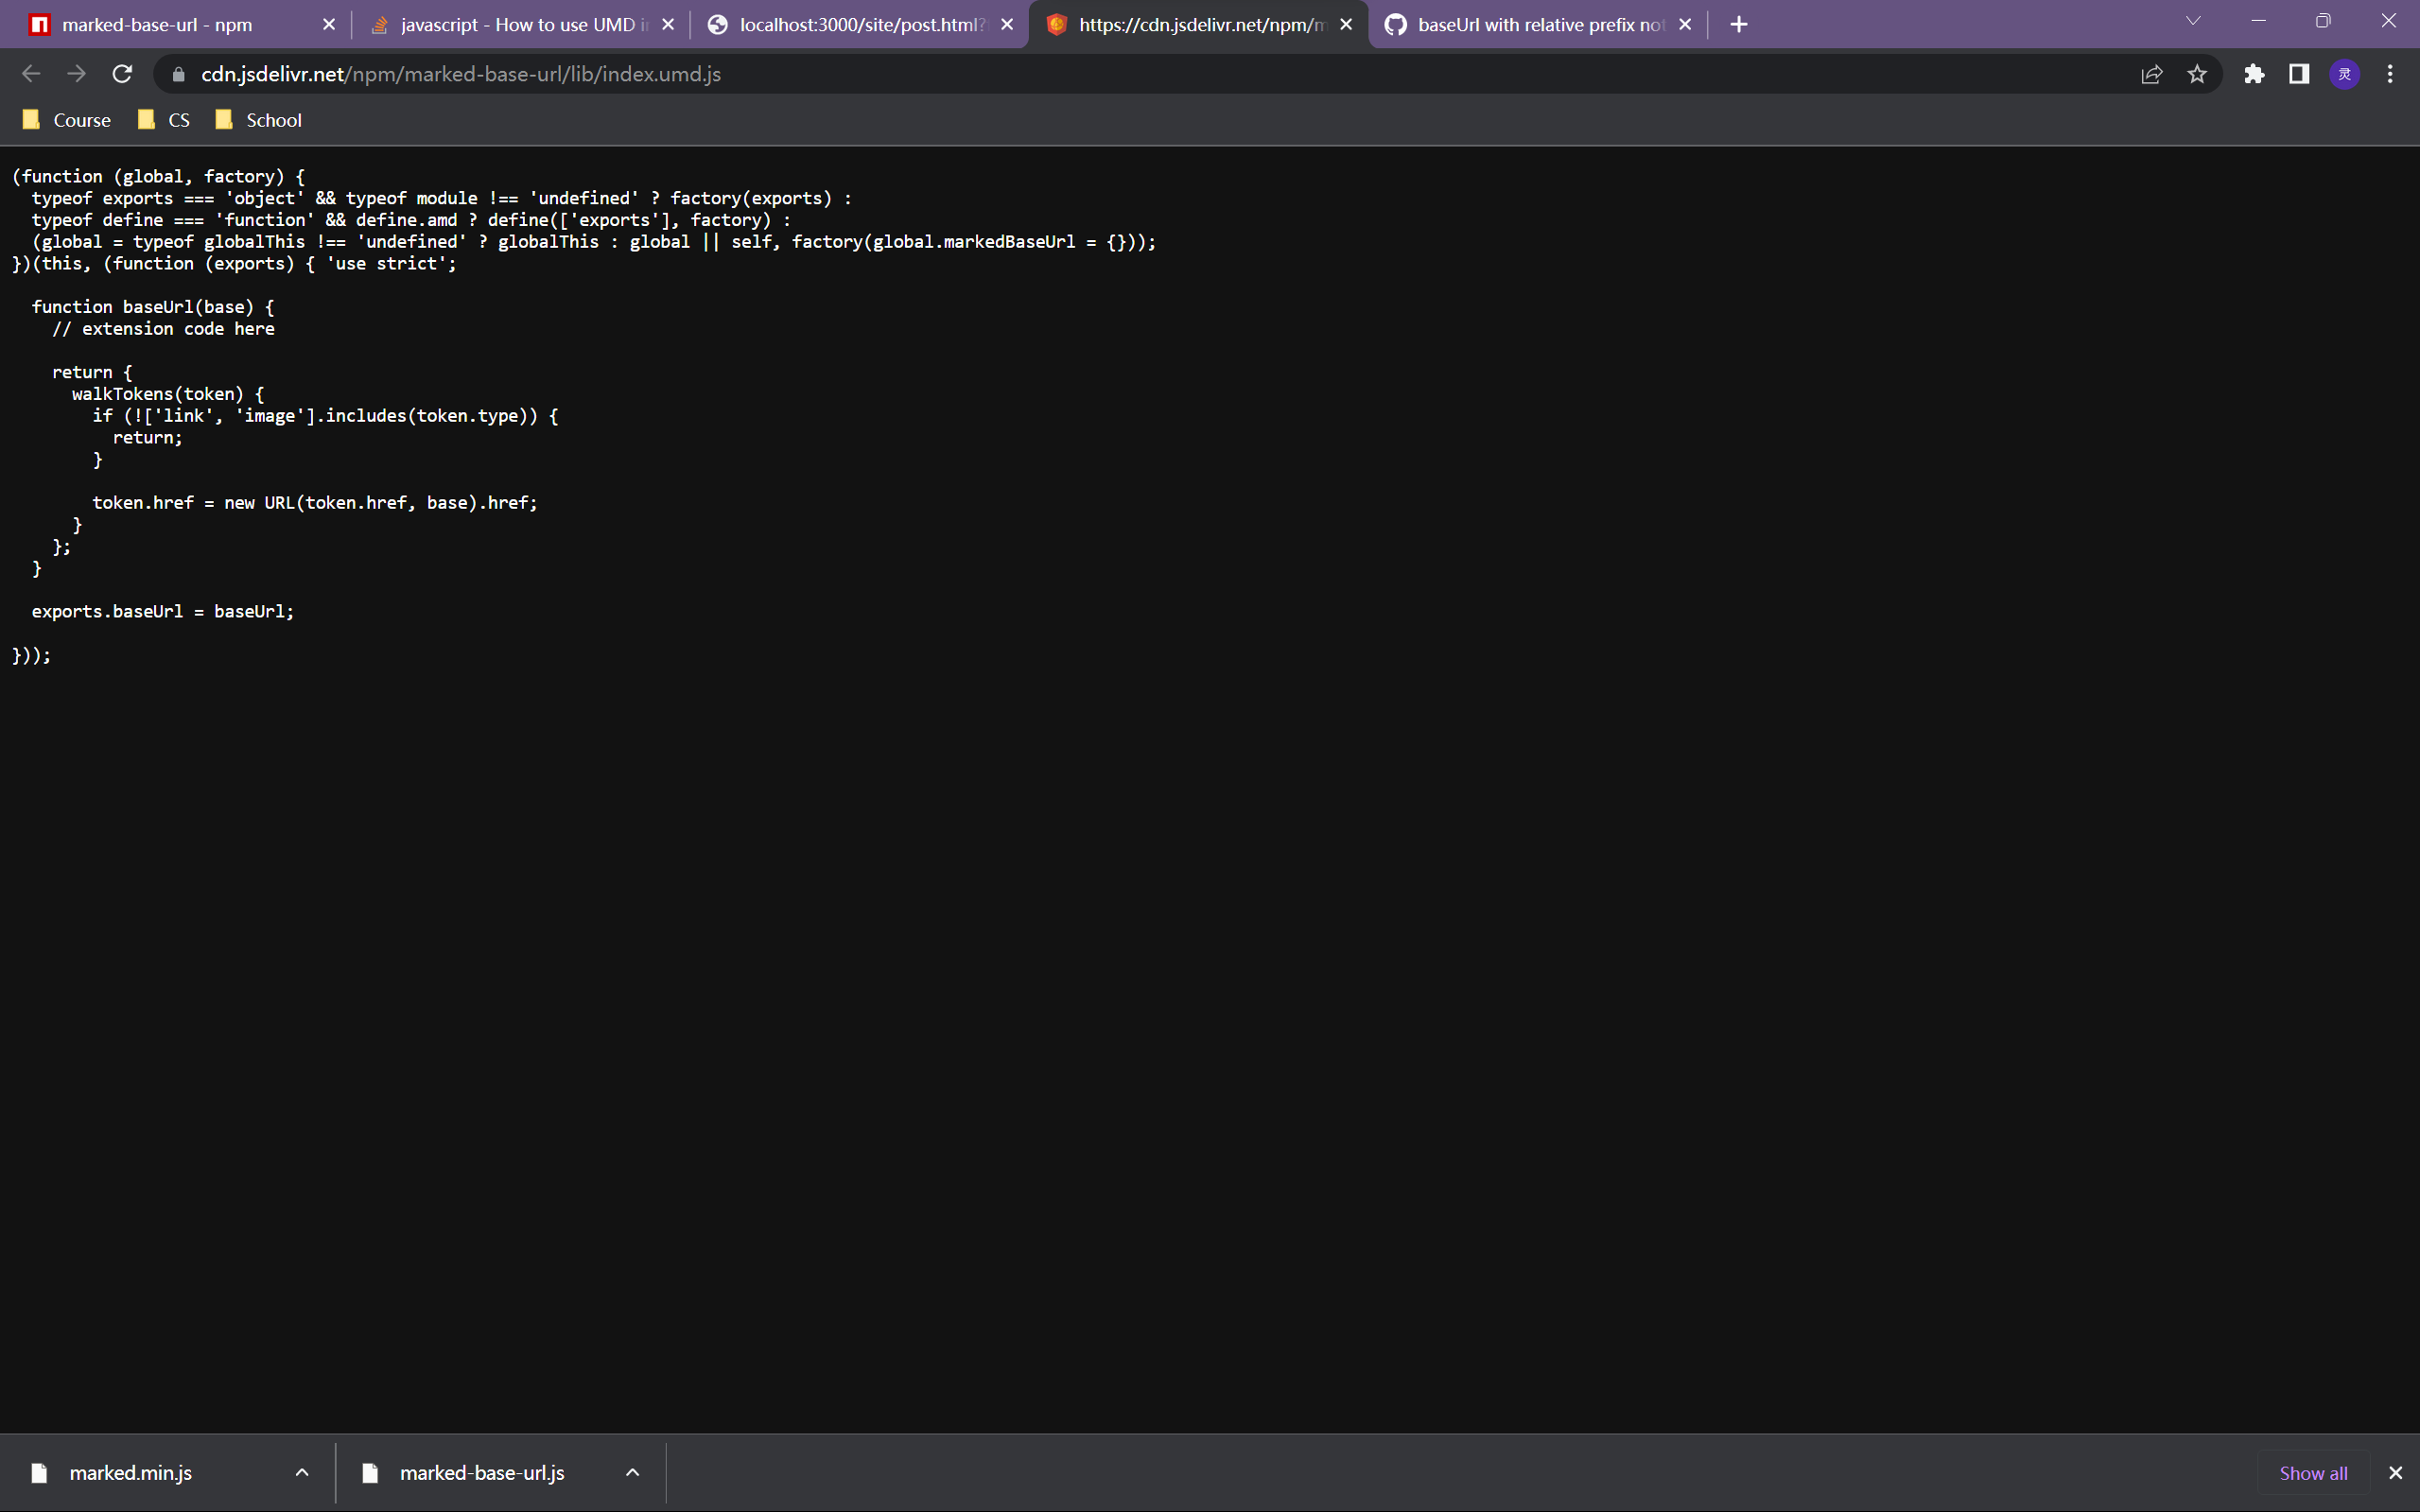 marked-base-url - npm
javascript - How to use UMD i
localhost:3000/site/post.html?
https://cdn.jsdelivr.net/npm/m
baseUrl with relative prefix not
cdn.jsdelivr.net/npm/marked-base-url/lib/index.umd.js
灵
Course
CS
School
(function (global, factory) {
  typeof exports === 'object' && typeof module !== 'undefined' ? factory(exports) :
  typeof define === 'function' && define.amd ? define(['exports'], factory) :
  (global = typeof globalThis !== 'undefined' ? globalThis : global || self, factory(global.markedBaseUrl = {}));
})(this, (function (exports) { 'use strict';
  function baseUrl(base) {
    // extension code here
    return {
      walkTokens(token) {
        if (!['link', 'image'].includes(token.type)) {
          return;
        }
        token.href = new URL(token.href, base).href;
      }
    };
  }
  exports.baseUrl = baseUrl;
}));
marked.min.js
marked-base-url.js
Show all